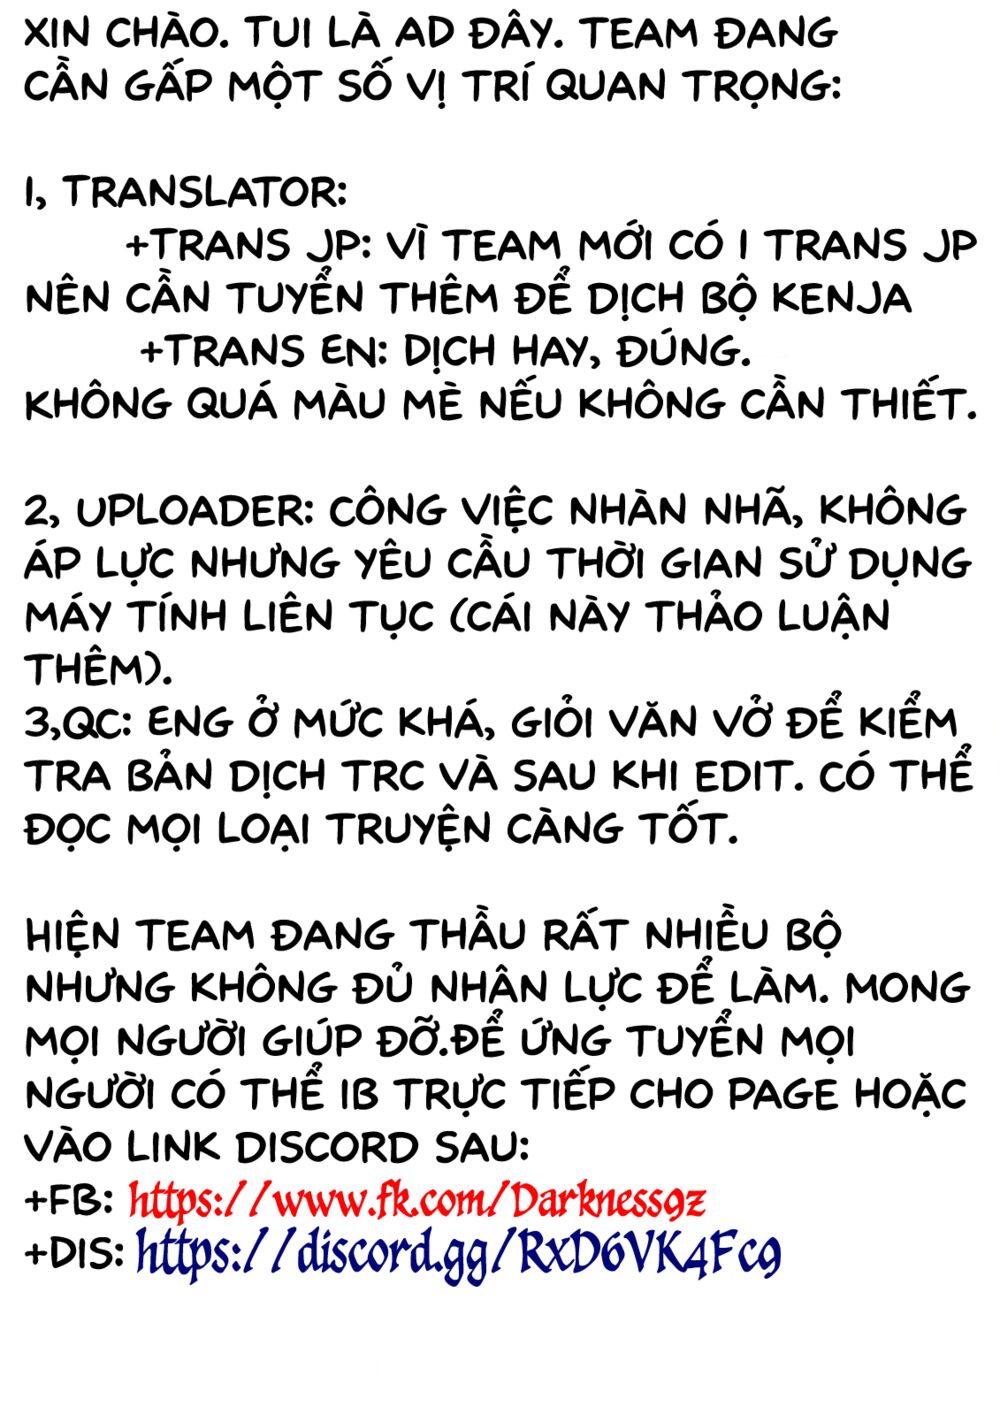 XIN CHÀO. TUI LÀ AD ĐÂY. TEAM ĐANG
CẦN GẤP MỘT SỐ VỊ TRÍ QUAN TRỌNG:
1, TRANSLATOR:
+TRANS JP: VÌ TEAM MỚI CÓ 1 TRANS JP
NÊN CẦN TUYỂN THÊM ĐỂ DỊCH BỘ KENJA
+TRANS EN: DỊCH HAY, ĐÚNG.
KHÔNG QUÁ MÀU MÈ NẾU KHÔNG CẦN THIẾT.
2, UPLOADER: CÔNG VIỆC NHÀN NHÃ, KHÔNG
ÁP LỰC NHƯNG YÊU CẦU THỜI GIAN SỬ DỤNG
MÁY TÍNH LIÊN TỤC (CÁI NÀY THẢO LUẬN
THÊM).
3,QC: ENG Ở MỨC KHÁ, GIỎI VĂN VỞ ĐỂ KIỂM
TRA BẢN DỊCH TRC VÀ SAU KHI EDIT. CÓ THỂ
ĐỌC MỌI LOẠI TRUYỆN CÀNG TỐT.
HIỆN TEAM ĐANG THẦU RẤT NHIỀU BỘ
NHƯNG KHÔNG ĐỦ NHÂN LỰC ĐỂ LÀM. MONG
MỌI NGƯỜI GIÚP ĐỠ.ĐỂ ỨNG TUYỂN MỌI
NGƯỜI CÓ THỂ IB TRỰC TIẾP CHO PAGE HOẶC
VÀO LINK DISCORD SAU:
+FB: https://www.fk.com/Darkness9z
+DIS: https://discord.gg/RxD6VK4Fc9